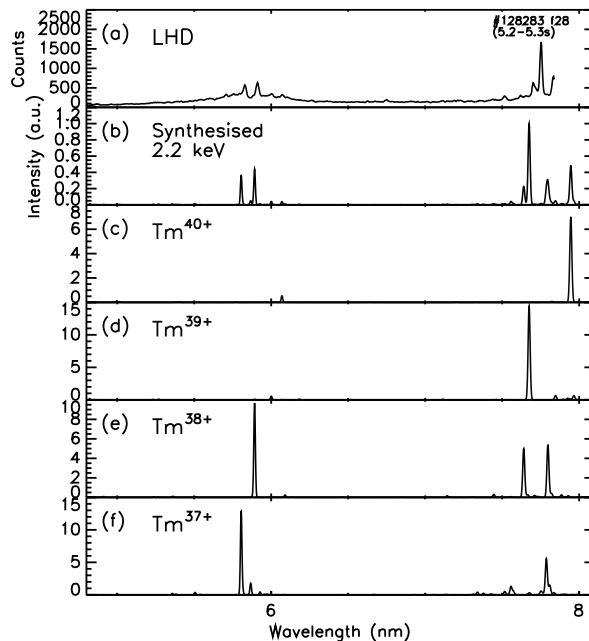 Counts
2500
2000
1500
1000
500
0
(a) LHD
#128283 f28
(5.2−5.3s)
Intensity (a.u.)
1.0
0.8
0.6
0.4
0.2
0.0
(b) Synthesised
2.2 keV
8
6
4
2
0
(c) Tm40+
15
10
5
0
(d) Tm39+
10
8
6
4
2
0
(e) Tm38+
15
10
5
0
(f) Tm37+
6 8
Wavelength (nm)